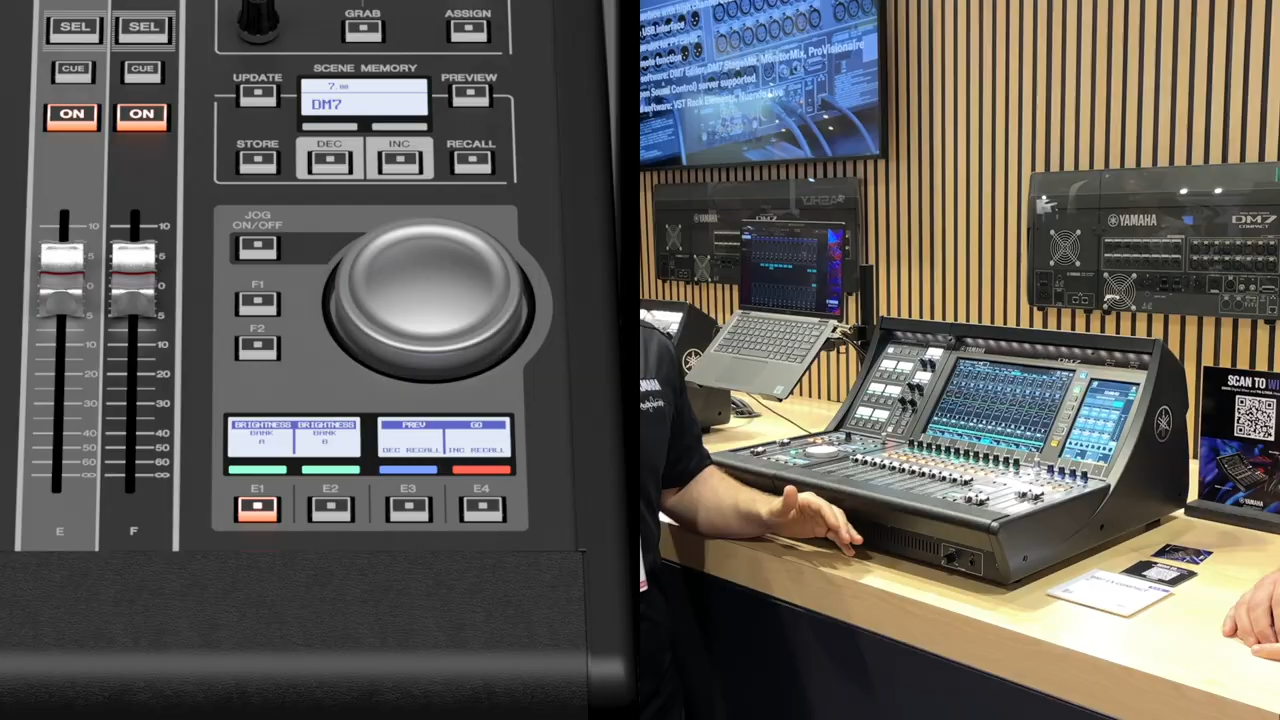 GRAB
ASSIGN
SEL
SEL
CUE
CUE
ON
ON
SCENE MEMORY
UPDATE
PREVIEW
7.00
DM7
STORE
DEC
INC
RECALL
JOG
ON/OFF
F1
F2
10
5
0
5
10
20
30
40
50
60
∞
10
5
0
5
10
20
30
40
50
60
∞
BRIGHTNESS
BRIGHTNESS
BANK
A
BANK
B
PREV
GO
DEC RECALL
INC RECALL
E1
E2
E3
E4
E
F
USB Interface
software: DM7 Editor, DM7 StageMix, MonitorMix, ProVisionaire
Sound Control) server supported
software: VST Rack Elements, Nuendo Live
YAMAHA
YAMAHA
DM7
COMPACT
YAMAHA
DM7
SCAN TO
YAMAHA